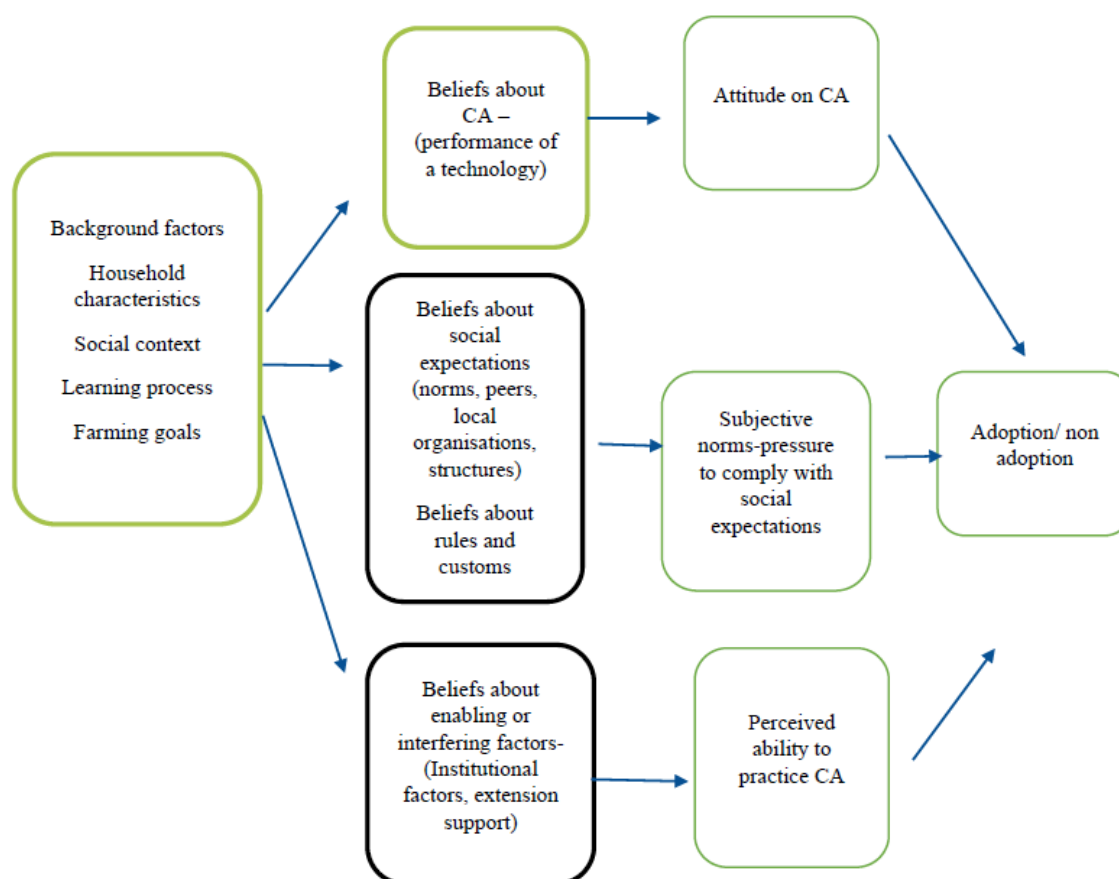 Background factors
Household
characteristics
Social context
Learning process
Farming goals
Beliefs about
CA –
(performance of
a technology)
Attitude on CA
Beliefs about
social
expectations
(norms, peers,
local
organisations,
structures)
Beliefs about
rules and
customs
Subjective
norms-pressure
to comply with
social
expectations
Adoption/ non
adoption
Beliefs about
enabling or
interfering factors-
(Institutional
factors, extension
support)
Perceived
ability to
practice CA